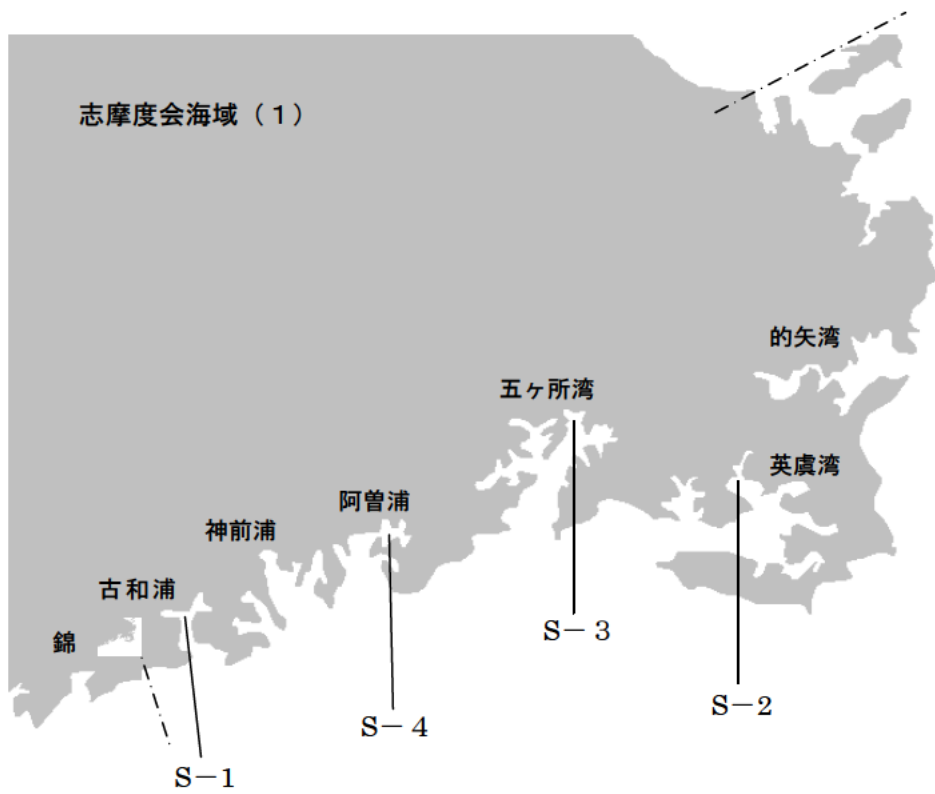 志摩度会海域（１）
的矢湾
五ヶ所湾
英虞湾
阿曽浦
神前浦
古和浦
錦
S－3
S－2
S－4
S－1